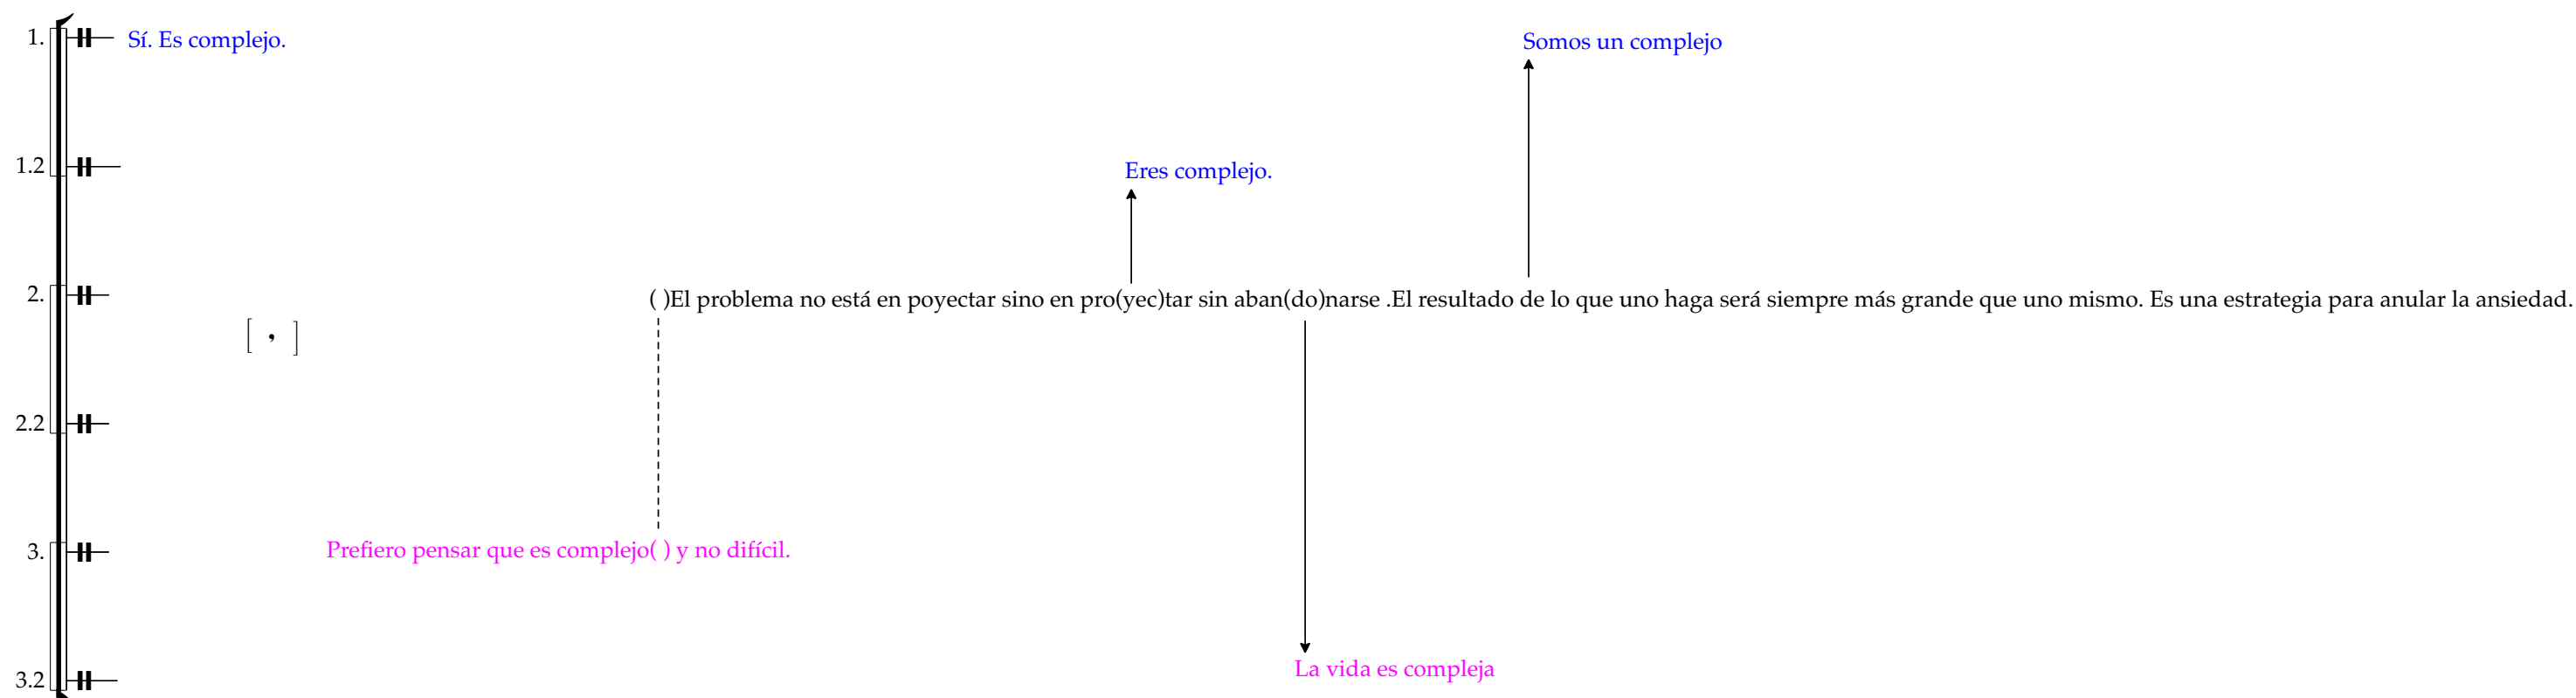 1. Sí. Es complejo.
Somos un complejo
1.2
Eres complejo.
2.
( )El problema no está en poyectar sino en pro(yec)tar sin aban(do)narse .El resultado de lo que uno haga será siempre más grande que uno mismo. Es una estrategia para anular la ansiedad.
[ , ]
2.2
3. Prefiero pensar que es complejo( ) y no difícil.
La vida es compleja
3.2